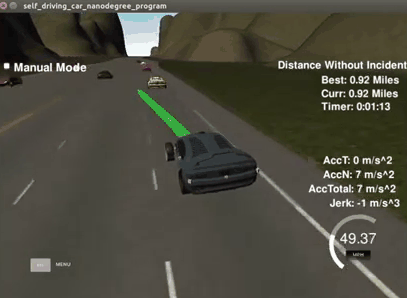 self_driving_car_nanodegree_program
Manual Mode
Distance Without Incident
Best: 0.92 Miles
Curr: 0.92 Miles
Timer: 0:01:13
AccT: 0 m/s^2
AccN: 7 m/s^2
AccTotal: 7 m/s^2
Jerk: -1 m/s^3
49.37
MPH
MENU